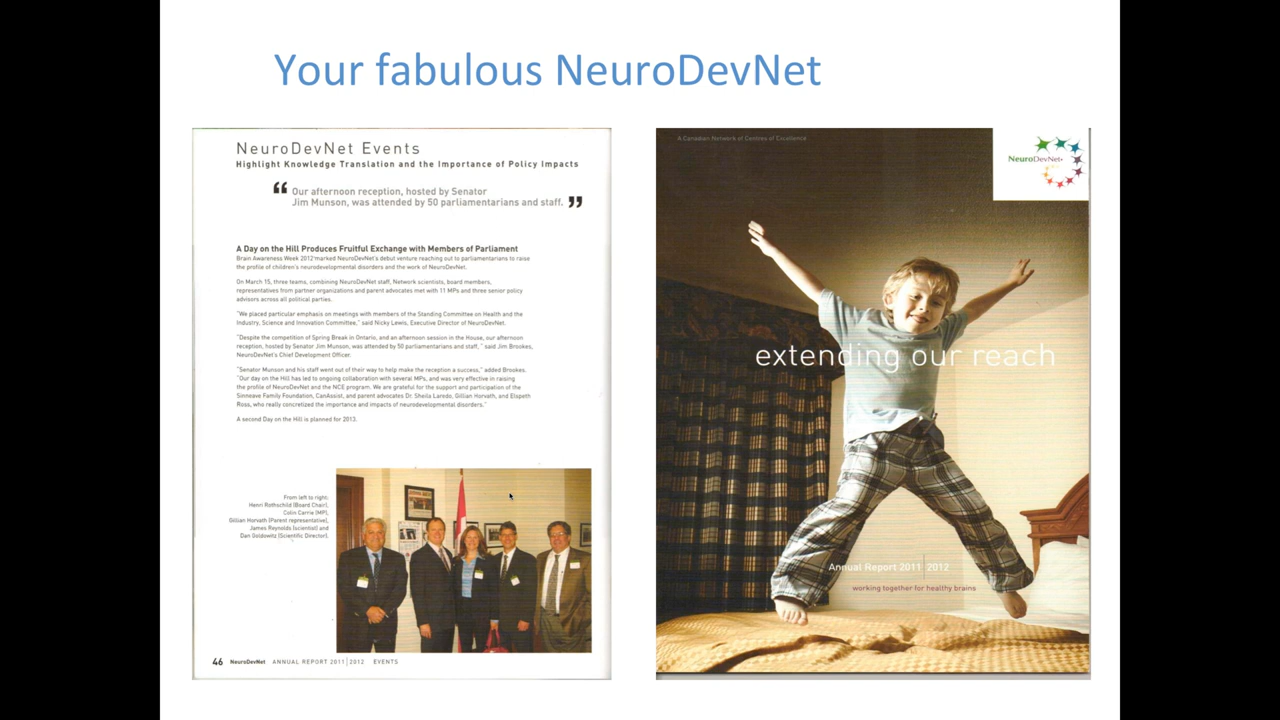 Your fabulous NeuroDevNet
NeuroDevNet Events
Highlight Knowledge Translation and the Importance of Policy Impacts
“ Our afternoon reception, hosted by Senator
Jim Munson, was attended by 50 parliamentarians and staff. ”
A Day on the Hill Produces Fruitful Exchange with Members of Parliament
Brain Awareness Week 2012 marked NeuroDevNet's debut venture reaching out to parliamentarians to raise
the profile of children's neurodevelopmental disorders and the work of NeuroDevNet.
On March 15, three teams, combining NeuroDevNet staff, Network scientists, board members,
representatives from partner organizations and parent advocates met with 11 MPs and three senior policy
advisors across all political parties.
"We placed particular emphasis on meetings with members of the Standing Committee on Health and the
Industry, Science and Innovation Committee," said Nicky Lewis, Executive Director of NeuroDevNet.
"Despite the competition of Spring Break in Ontario, and an afternoon session in the House, our afternoon
reception, hosted by Senator Jim Munson, was attended by 50 parliamentarians and staff, " said Jim Brookes,
NeuroDevNet's Chief Development Officer.
"Senator Munson and his staff went out of their way to help make the reception a success," added Brookes.
"Our day on the Hill has led to ongoing collaboration with several MPs, and was very effective in raising
the profile of NeuroDevNet and the NCE program. We are grateful for the support and participation of the
Sinneave Family Foundation, CanAssist, and parent advocates Dr. Sheila Laredo, Gillian Horvath, and Elspeth
Ross, who really concretized the importance and impacts of neurodevelopmental disorders."
A second Day on the Hill is planned for 2013.
From left to right:
Henri Rothschild (Board Chair),
Colin Carrie (MP),
Gillian Horvath (Parent representative),
James Reynolds (scientist) and
Dan Goldowitz (Scientific Director).
46 NeuroDevNet ANNUAL REPORT 2011 | 2012 EVENTS
A Canadian Network of Centres of Excellence
NeuroDevNet
extending our reach
Annual Report 2011 | 2012
working together for healthy brains